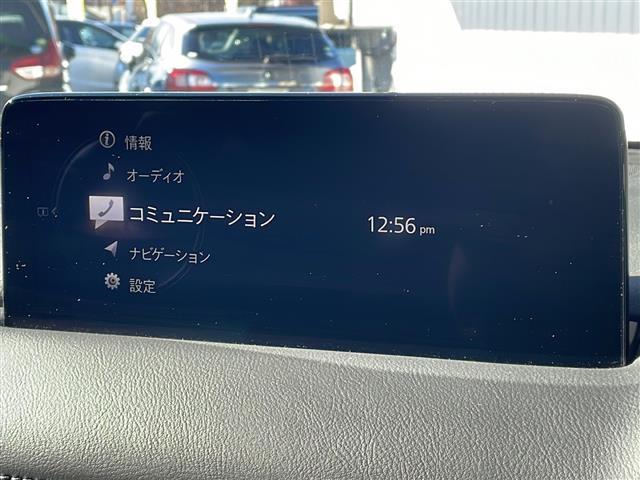 情報
オーディオ
コミュニケーション
12:56 pm
ナビゲーション
設定